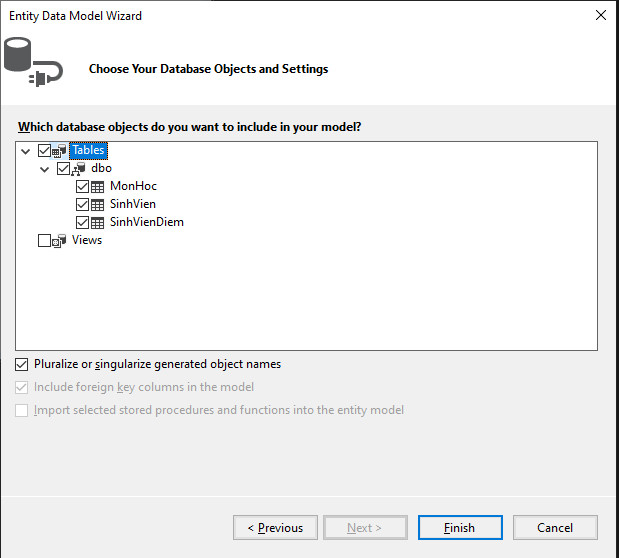 Entity Data Model Wizard
Choose Your Database Objects and Settings
Which database objects do you want to include in your model?
Tables
dbo
MonHoc
SinhVien
SinhVienDiem
Views
Pluralize or singularize generated object names
Include foreign key columns in the model
Import selected stored procedures and functions into the entity model
< Previous
Next >
Finish
Cancel